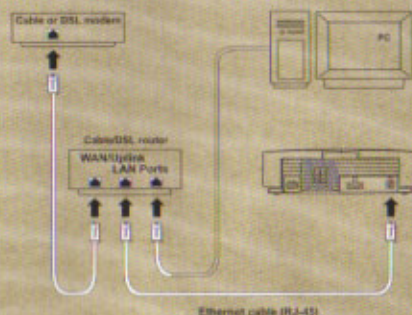 Cable or DSL modem
PC
Cable/DSL router
WAN/Uplink
LAN Ports
Ethernet cable (RJ-45)